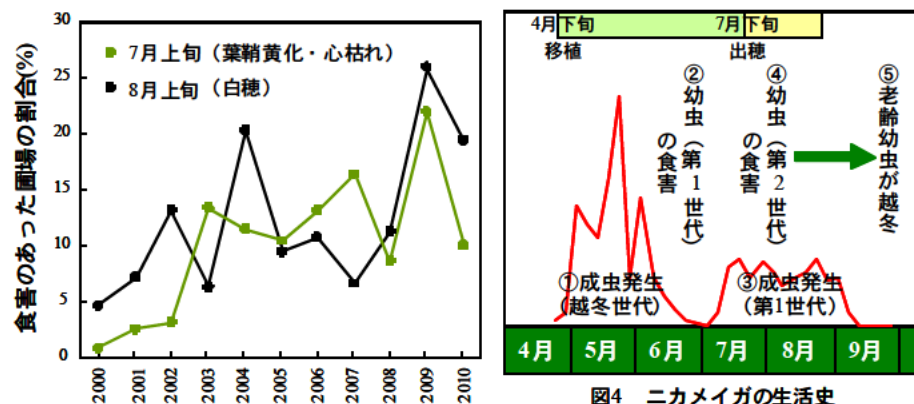 食害のあった圃場の割合(%)
30
25
20
15
10
5
0
7月上旬（葉鞘黄化・心枯れ）
8月上旬（白穂）
2000
2001
2002
2003
2004
2005
2006
2007
2008
2009
2010
4月下旬
移植
7月下旬
出穂
②幼虫（第1世代）
の食害
④幼虫（第2世代）
の食害
⑤老齢幼虫が越冬
①成虫発生
（越冬世代）
③成虫発生
（第1世代）
4月
5月
6月
7月
8月
9月
図4　ニカメイガの生活史